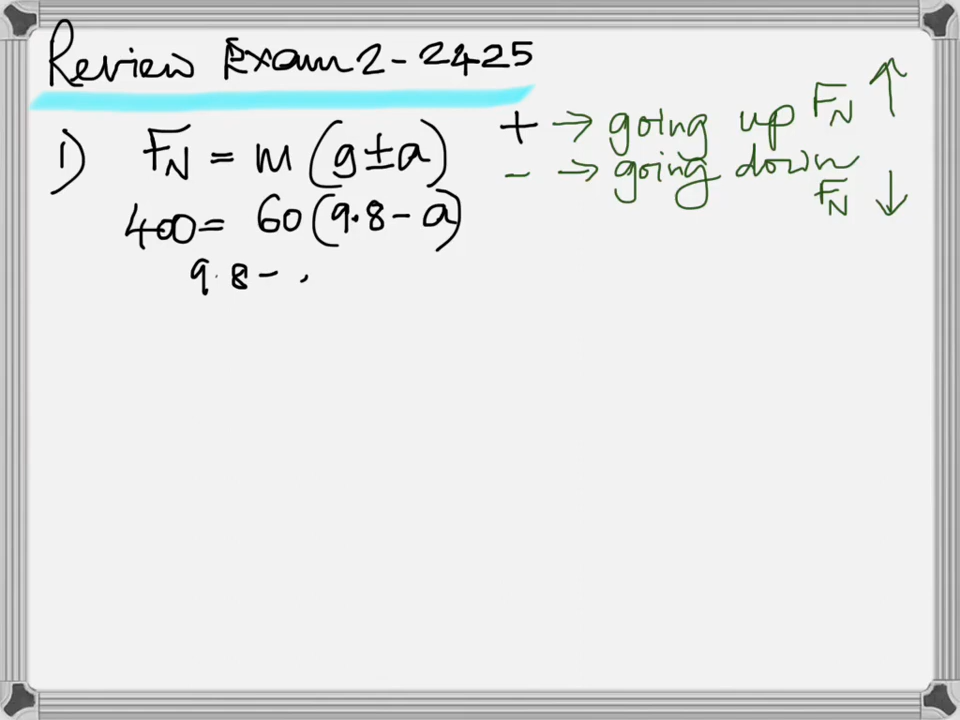 Review Exam 2 - 2425
1) F_N = m (g ± a)
+ → going up F_N ↑
- → going down F_N ↓
400 = 60 (9.8 - a)
9.8 -